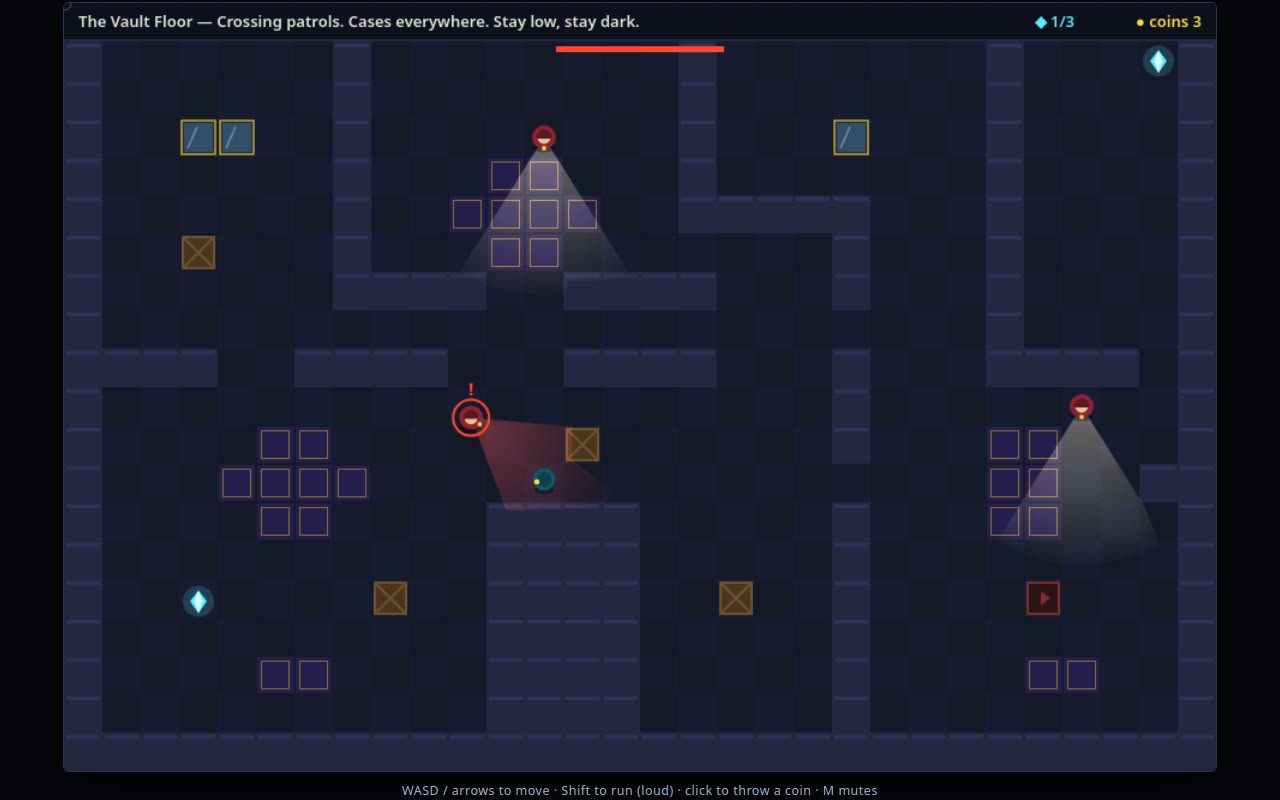 The Vault Floor — Crossing patrols. Cases everywhere. Stay low, stay dark.
1/3
coins 3
!
WASD / arrows to move · Shift to run (loud) · click to throw a coin · M mutes